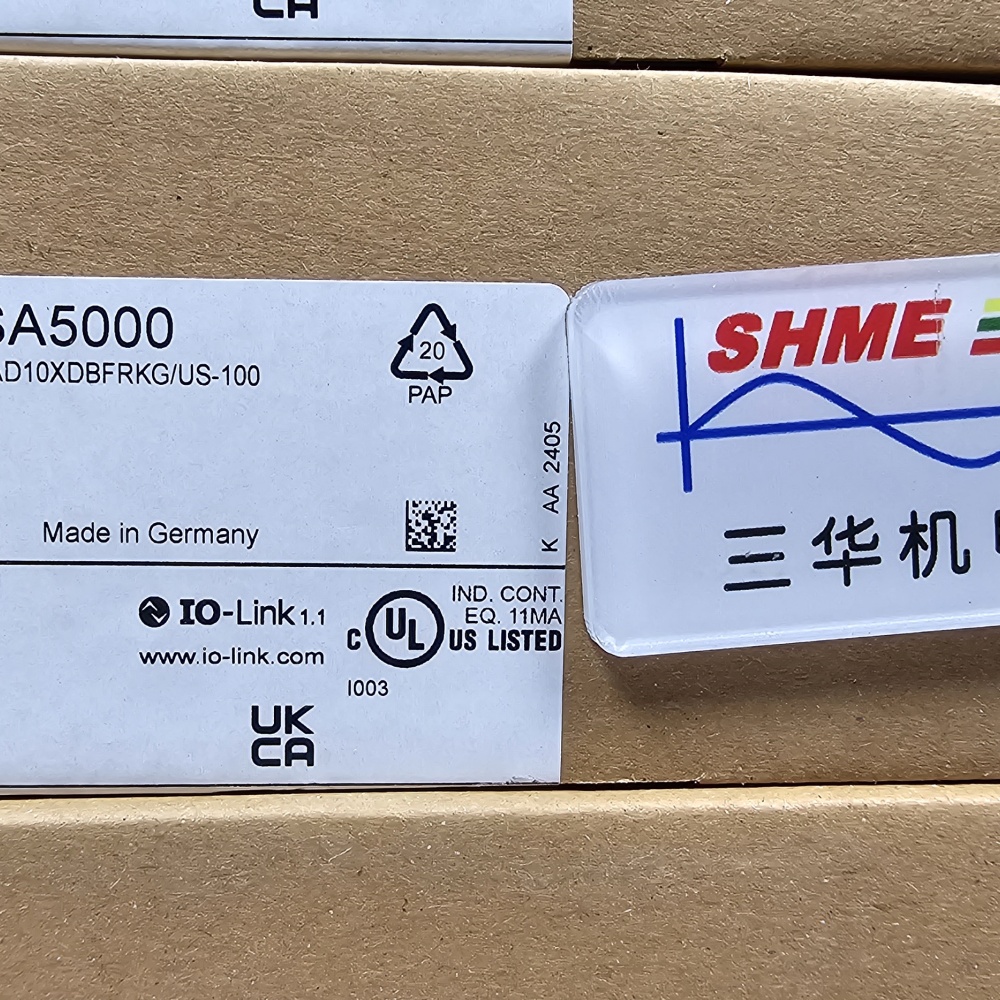 CA
SA5000
AD10XDBFRKG/US-100
20
PAP
K AA 2405
Made in Germany
IO-Link 1.1
www.io-link.com
C UL US LISTED
IND. CONT.
EQ. 11MA
I003
UK
CA
SHME
三华机